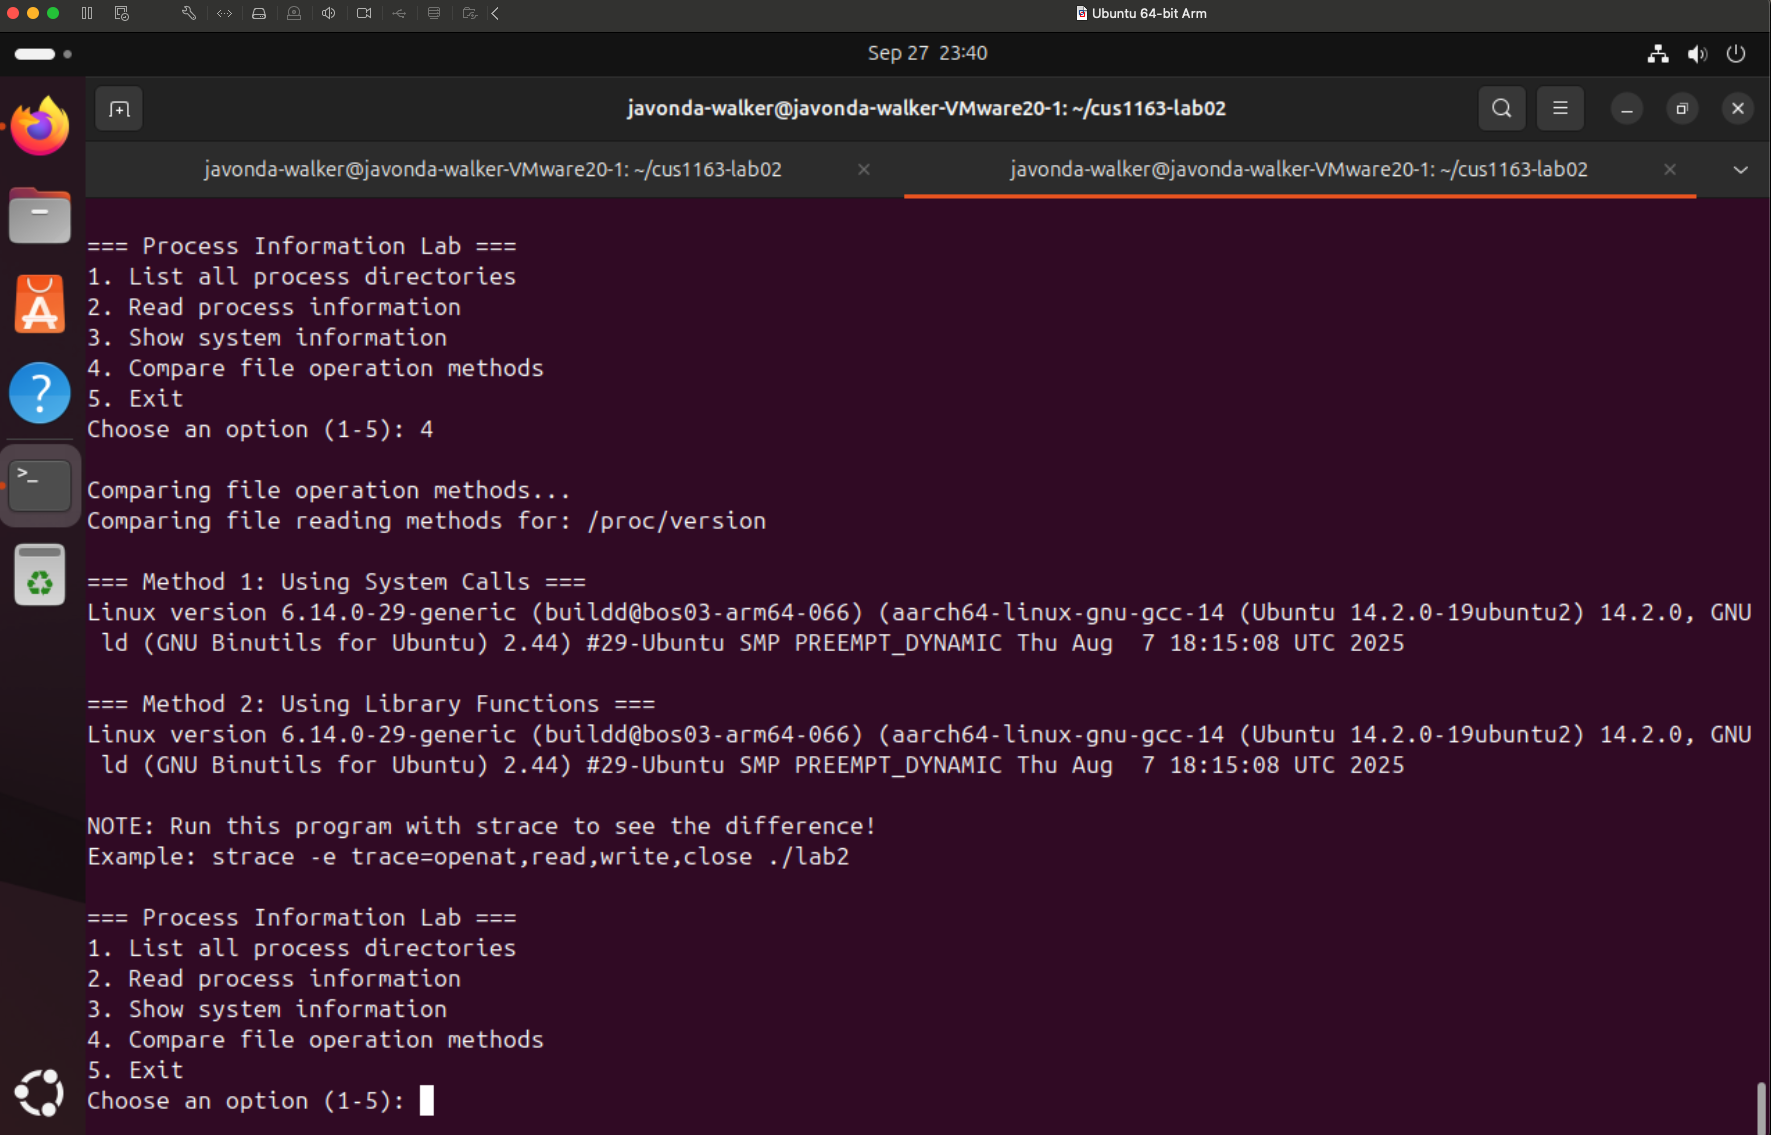 Ubuntu 64-bit Arm
Sep 27  23:40
javonda-walker@javonda-walker-VMware20-1: ~/cus1163-lab02
javonda-walker@javonda-walker-VMware20-1: ~/cus1163-lab02
javonda-walker@javonda-walker-VMware20-1: ~/cus1163-lab02
=== Process Information Lab ===
1. List all process directories
2. Read process information
3. Show system information
4. Compare file operation methods
5. Exit
Choose an option (1-5): 4
Comparing file operation methods...
Comparing file reading methods for: /proc/version
=== Method 1: Using System Calls ===
Linux version 6.14.0-29-generic (buildd@bos03-arm64-066) (aarch64-linux-gnu-gcc-14 (Ubuntu 14.2.0-19ubuntu2) 14.2.0, GNU
 ld (GNU Binutils for Ubuntu) 2.44) #29-Ubuntu SMP PREEMPT_DYNAMIC Thu Aug  7 18:15:08 UTC 2025
=== Method 2: Using Library Functions ===
Linux version 6.14.0-29-generic (buildd@bos03-arm64-066) (aarch64-linux-gnu-gcc-14 (Ubuntu 14.2.0-19ubuntu2) 14.2.0, GNU
 ld (GNU Binutils for Ubuntu) 2.44) #29-Ubuntu SMP PREEMPT_DYNAMIC Thu Aug  7 18:15:08 UTC 2025
NOTE: Run this program with strace to see the difference!
Example: strace -e trace=openat,read,write,close ./lab2
=== Process Information Lab ===
1. List all process directories
2. Read process information
3. Show system information
4. Compare file operation methods
5. Exit
Choose an option (1-5):